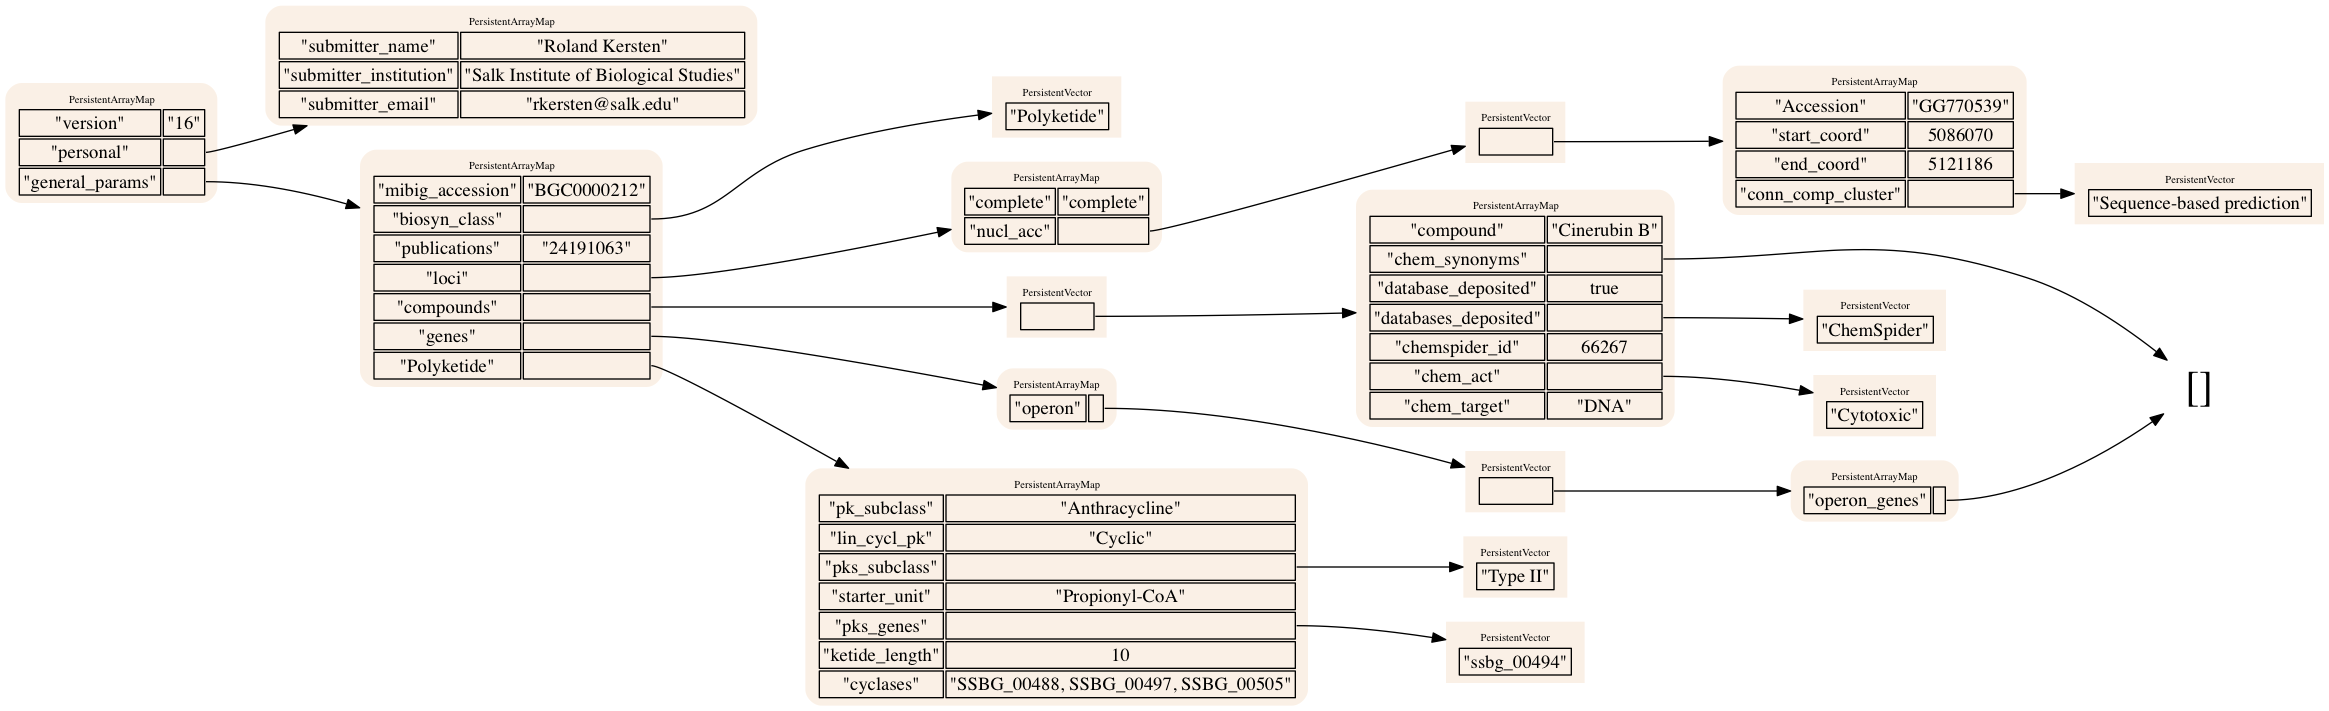 PersistentArrayMap
"version" "16"
"personal"
"general_params"
PersistentArrayMap
"submitter_name" "Roland Kersten"
"submitter_institution" "Salk Institute of Biological Studies"
"submitter_email" "rkersten@salk.edu"
PersistentArrayMap
"mibig_accession" "BGC0000212"
"biosyn_class"
"publications" "24191063"
"loci"
"compounds"
"genes"
"Polyketide"
PersistentVector
"Polyketide"
PersistentArrayMap
"complete" "complete"
"nucl_acc"
PersistentVector
PersistentArrayMap
"operon"
PersistentArrayMap
"pk_subclass" "Anthracycline"
"lin_cycl_pk" "Cyclic"
"pks_subclass"
"starter_unit" "Propionyl-CoA"
"pks_genes"
"ketide_length" 10
"cyclases" "SSBG_00488, SSBG_00497, SSBG_00505"
PersistentVector
PersistentArrayMap
"compound" "Cinerubin B"
"chem_synonyms"
"database_deposited" true
"databases_deposited"
"chemspider_id" 66267
"chem_act"
"chem_target" "DNA"
PersistentVector
PersistentVector
"Type II"
PersistentVector
"ssbg_00494"
PersistentArrayMap
"Accession" "GG770539"
"start_coord" 5086070
"end_coord" 5121186
"conn_comp_cluster"
PersistentVector
"ChemSpider"
PersistentVector
"Cytotoxic"
PersistentArrayMap
"operon_genes"
PersistentVector
"Sequence-based prediction"
[]